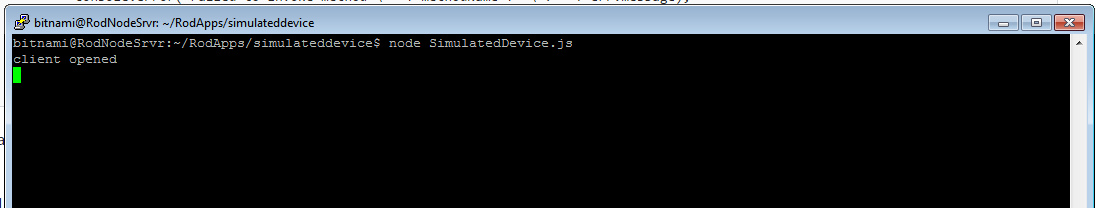 bitnami@RodNodeSrvr: ~/RodApps/simulateddevice
bitnami@RodNodeSrvr:~/RodApps/simulateddevice$ node SimulatedDevice.js
client opened